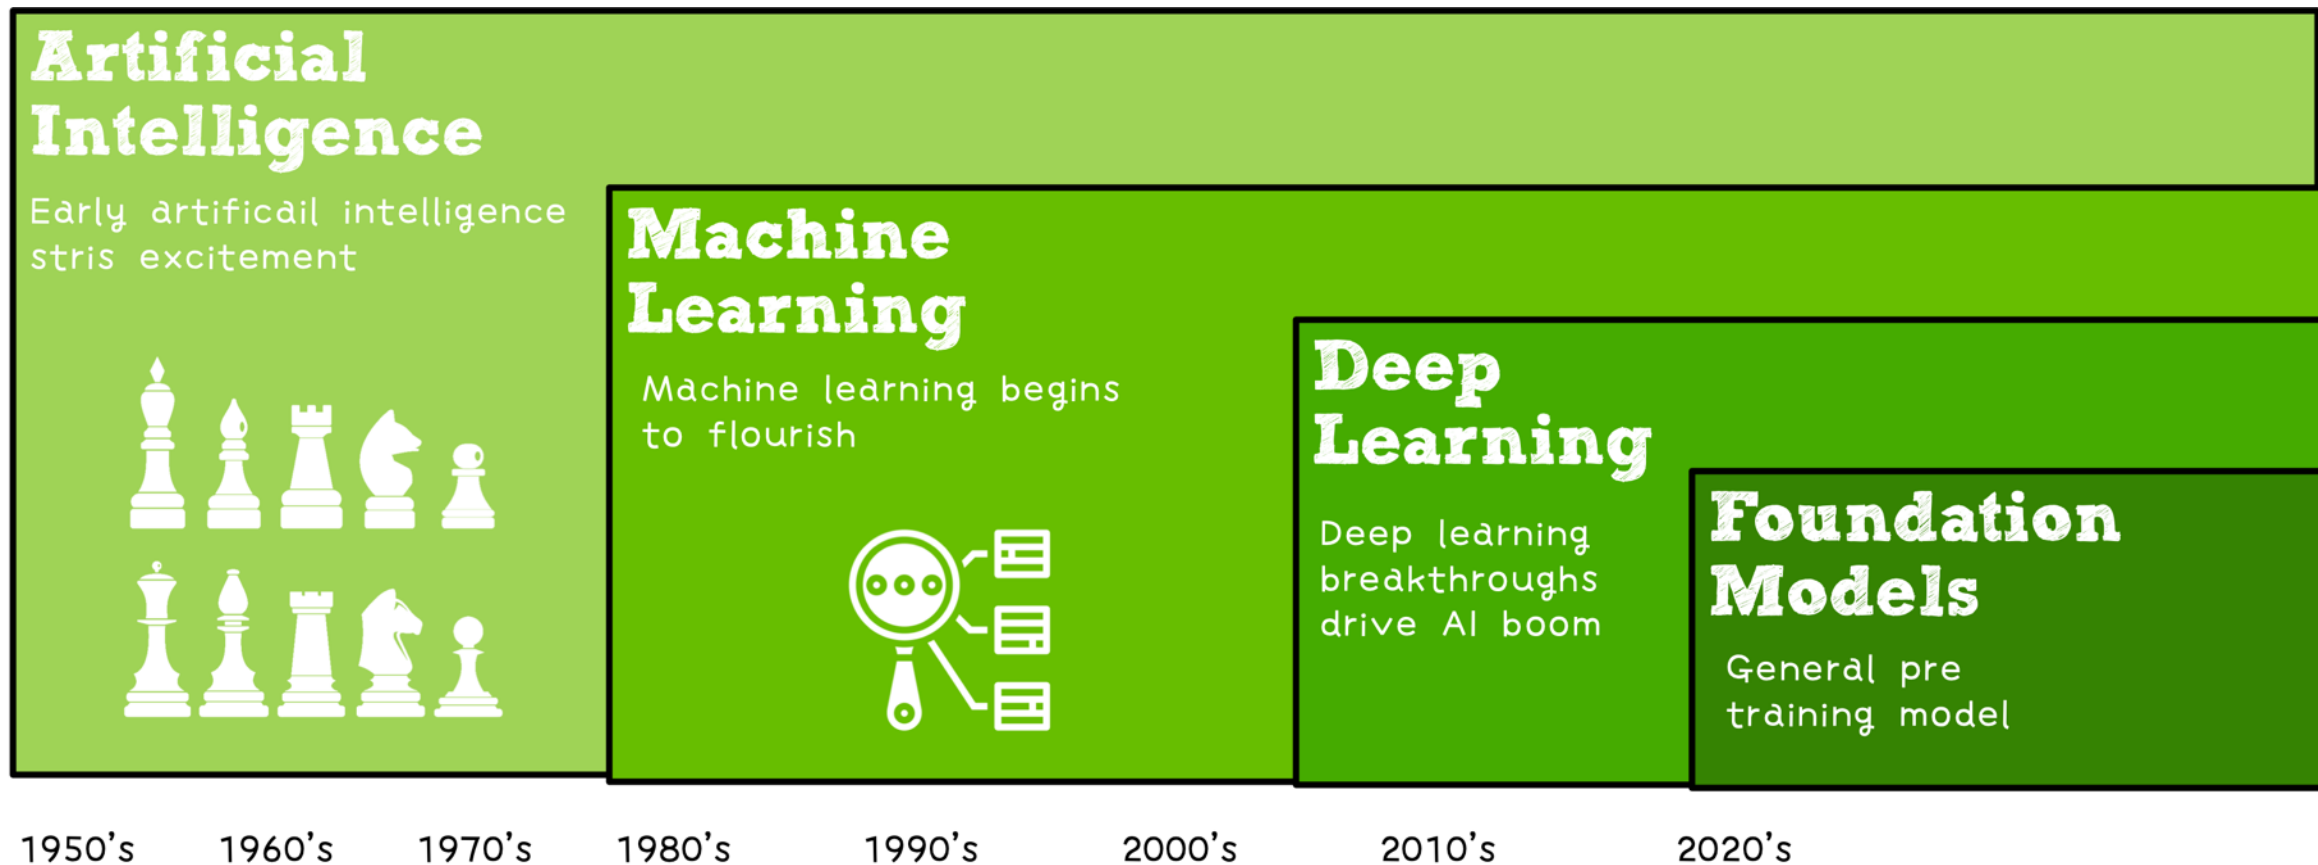 Artificial
Intelligence
Early artificail intelligence
stris excitement
Machine
Learning
Machine learning begins
to flourish
Deep
Learning
Deep learning
breakthroughs
drive AI boom
Foundation
Models
General pre
training model
1950's 1960's 1970's 1980's 1990's 2000's 2010's 2020's